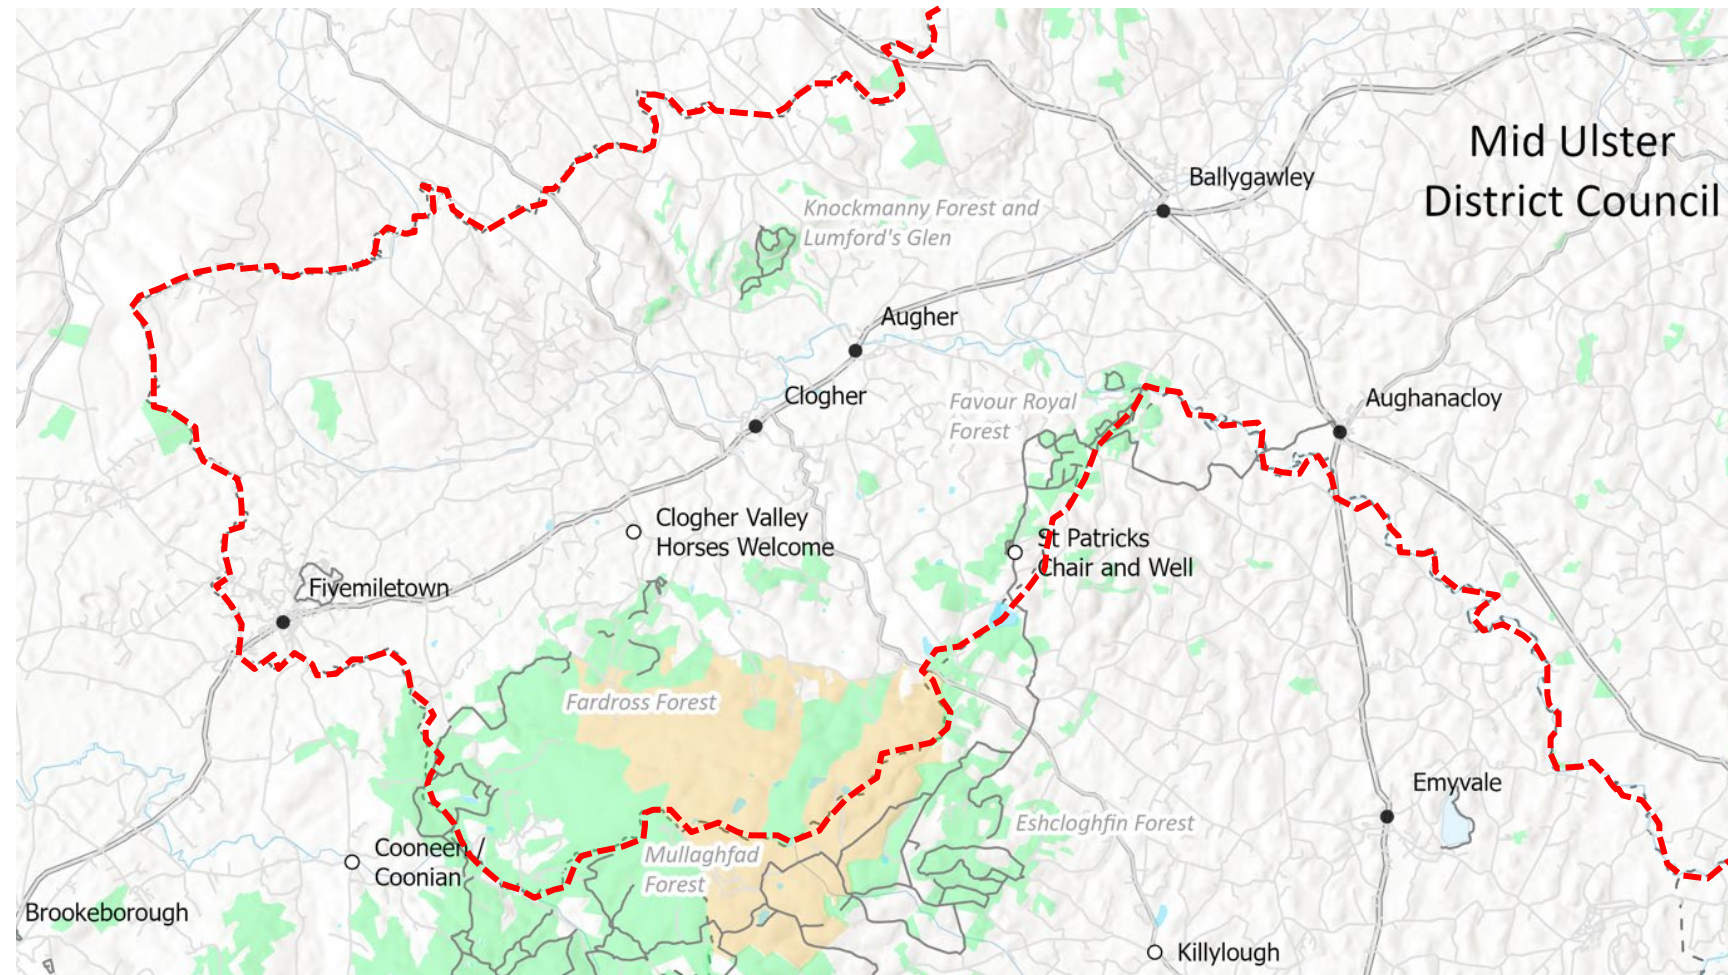 Mid Ulster
District Council
Ballygawley
Knockmanny Forest and
Lumford's Glen
Augher
Clogher
Favour Royal
Forest
Aughanacloy
Clogher Valley
Horses Welcome
St Patricks
Chair and Well
Fivemiletown
Fardross Forest
Emyvale
Eshcloghfin Forest
Cooneen /
Coonian
Mullaghfad
Forest
Brookeborough
Killylough